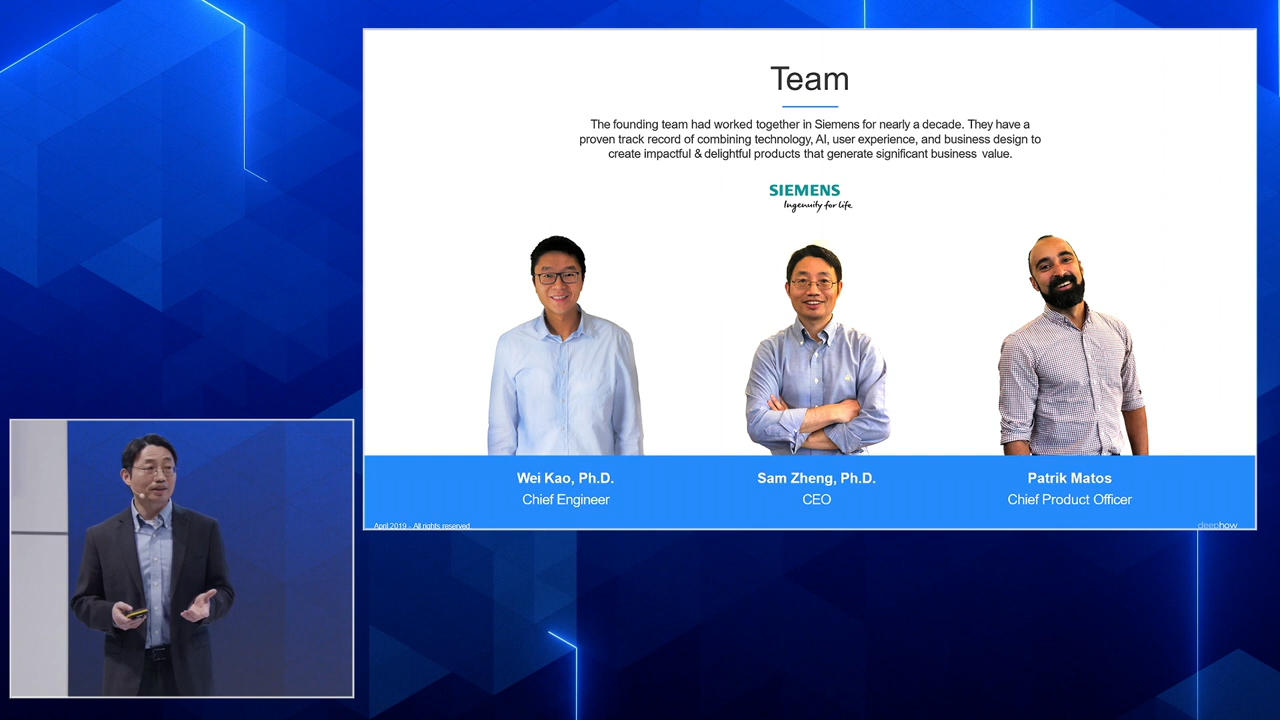 Team
The founding team had worked together in Siemens for nearly a decade. They have a
proven track record of combining technology, AI, user experience, and business design to
create impactful & delightful products that generate significant business value.
SIEMENS
Ingenuity for life
Wei Kao, Ph.D.
Chief Engineer
Sam Zheng, Ph.D.
CEO
Patrik Matos
Chief Product Officer
April 2019 - All rights reserved
deephow